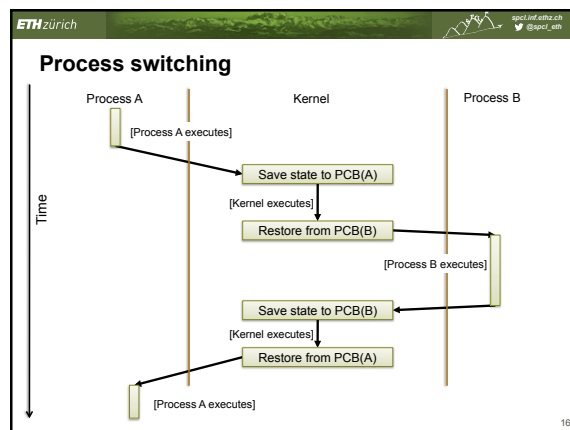 ETH zürich
spcl.inf.ethz.ch
@spcl_eth
Process switching
Process A
Kernel
Process B
[Process A executes]
Save state to PCB(A)
[Kernel executes]
Time
Restore from PCB(B)
[Process B executes]
Save state to PCB(B)
[Kernel executes]
Restore from PCB(A)
[Process A executes]
16